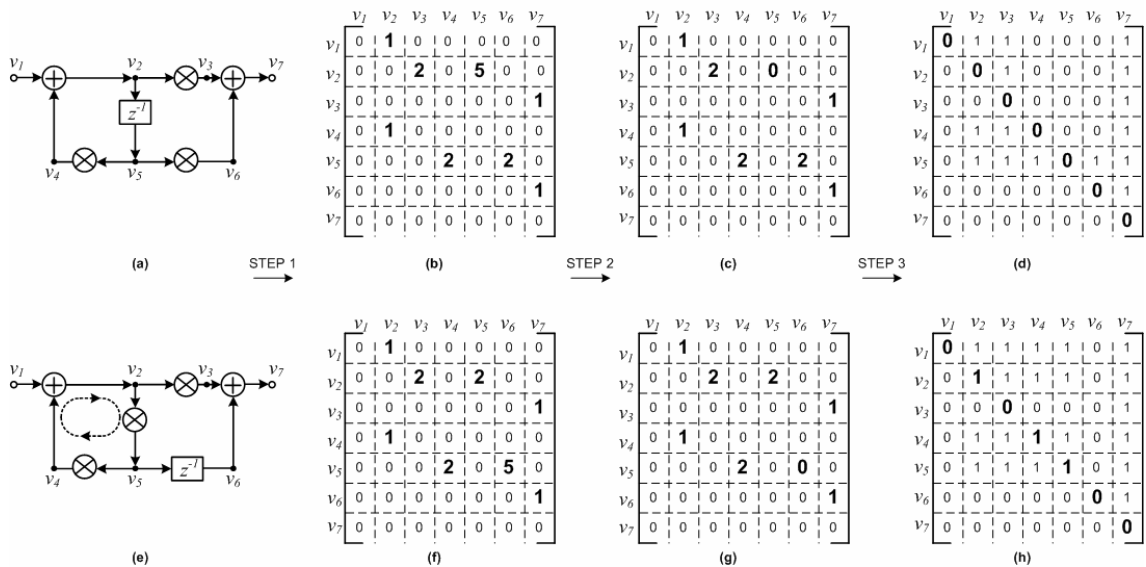 v1 v2 v3 v7
z⁻¹
v4 v5 v6
(a)
STEP 1
v1 v2 v3 v4 v5 v6 v7
v1 0 1 0 0 0 0 0
v2 0 0 2 0 5 0 0
v3 0 0 0 0 0 0 1
v4 0 1 0 0 0 0 0
v5 0 0 0 2 0 2 0
v6 0 0 0 0 0 0 1
v7 0 0 0 0 0 0 0
(b)
STEP 2
v1 v2 v3 v4 v5 v6 v7
v1 0 1 0 0 0 0 0
v2 0 0 2 0 0 0 0
v3 0 0 0 0 0 0 1
v4 0 1 0 0 0 0 0
v5 0 0 0 2 0 2 0
v6 0 0 0 0 0 0 1
v7 0 0 0 0 0 0 0
(c)
STEP 3
v1 v2 v3 v4 v5 v6 v7
v1 0 1 1 0 0 0 1
v2 0 0 1 0 0 0 1
v3 0 0 0 0 0 0 1
v4 0 1 1 0 0 0 1
v5 0 1 1 1 0 1 1
v6 0 0 0 0 0 0 1
v7 0 0 0 0 0 0 0
(d)
v1 v2 v3 v7
z⁻¹
v4 v5 v6
(e)
v1 v2 v3 v4 v5 v6 v7
v1 0 1 0 0 0 0 0
v2 0 0 2 0 2 0 0
v3 0 0 0 0 0 0 1
v4 0 1 0 0 0 0 0
v5 0 0 0 2 0 5 0
v6 0 0 0 0 0 0 1
v7 0 0 0 0 0 0 0
(f)
v1 v2 v3 v4 v5 v6 v7
v1 0 1 0 0 0 0 0
v2 0 0 2 0 2 0 0
v3 0 0 0 0 0 0 1
v4 0 1 0 0 0 0 0
v5 0 0 0 2 0 0 0
v6 0 0 0 0 0 0 1
v7 0 0 0 0 0 0 0
(g)
v1 v2 v3 v4 v5 v6 v7
v1 0 1 1 1 1 0 1
v2 0 1 1 1 1 0 1
v3 0 0 0 0 0 0 1
v4 0 1 1 1 1 0 1
v5 0 1 1 1 1 0 1
v6 0 0 0 0 0 0 1
v7 0 0 0 0 0 0 0
(h)